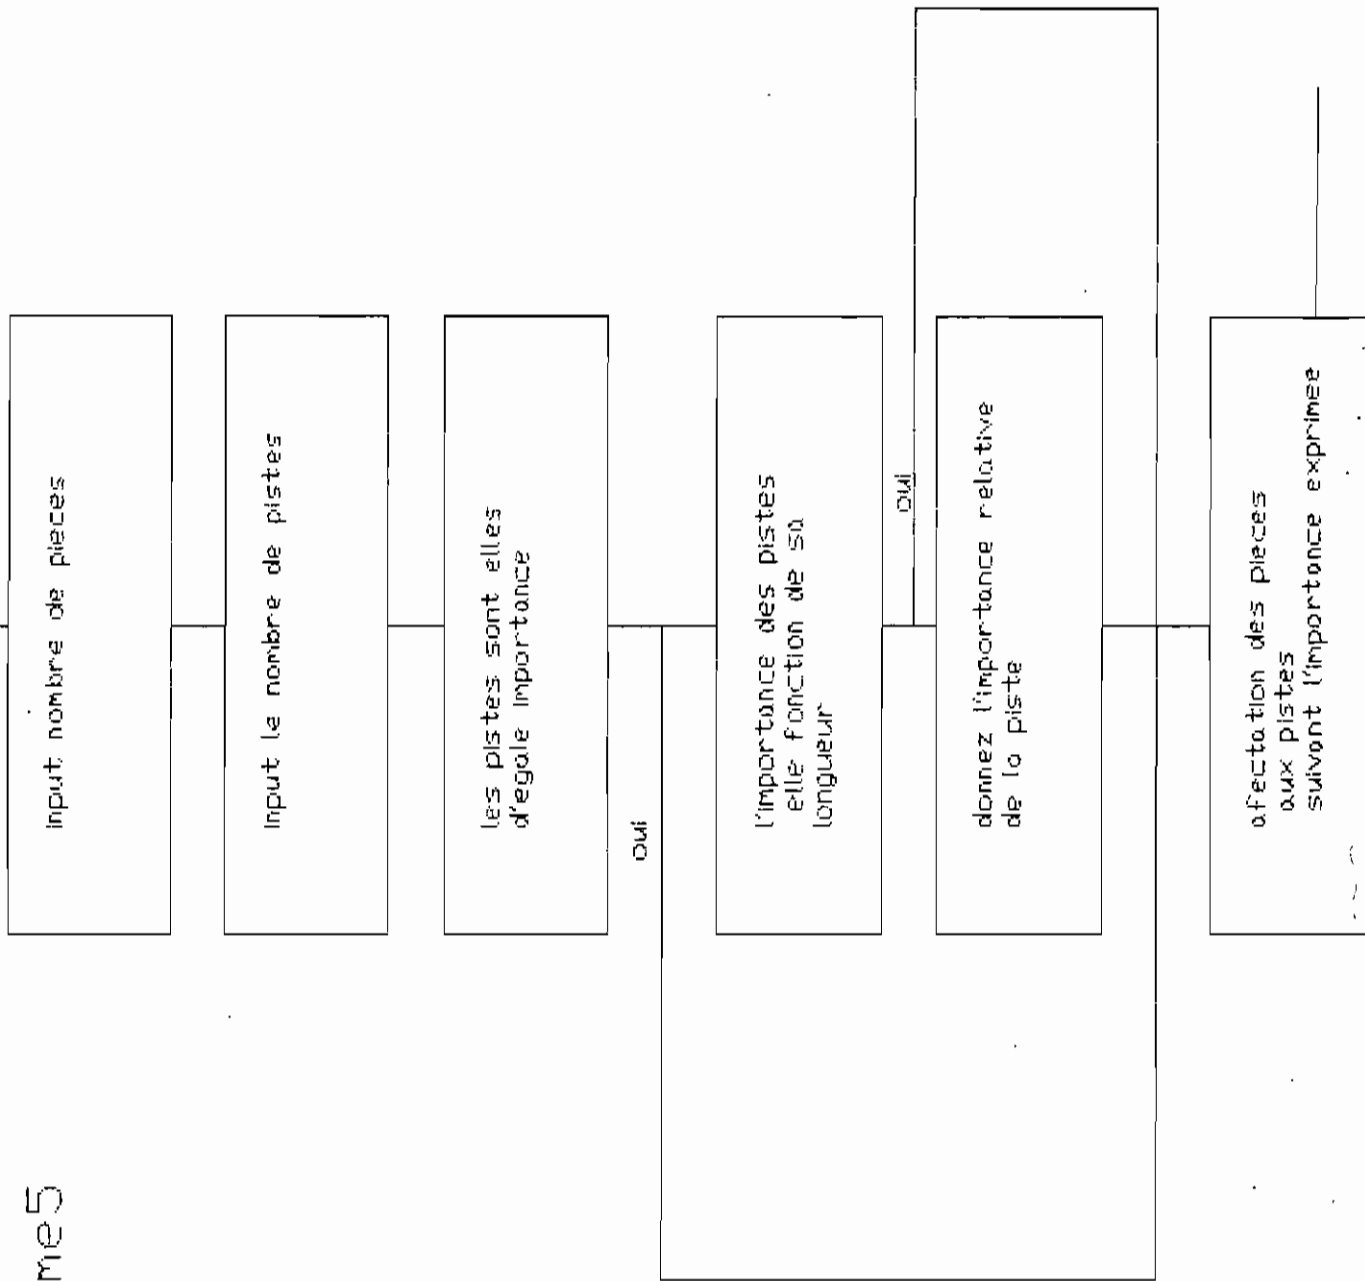 me5
input nombre de pieces
input le nombre de pistes
les pistes sont elles
d'egale importance
oui
l'importance des pistes
elle fonction de sa
longueur
oui
donnez l'importance relative
de la piste
afectation des pieces
aux pistes
suivant l'importance exprimee